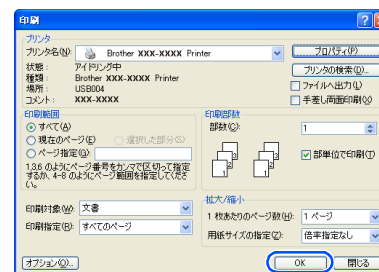 印刷
プリンタ
プリンタ名(N): Brother XXX-XXXX Printer
プロパティ(P)
状態: アイドリング中
プリンタの検索(D)...
種類: Brother XXX-XXXX Printer
場所: USB004
ファイルへ出力(L)
コメント: XXX-XXXX
手差し両面印刷(X)
印刷範囲
すべて(A)
現在のページ(E) 選択した部分(S)
ページ指定(G):
1,3,6 のようにページ番号をカンマで区切って指定
するか、4-8 のようにページ範囲を指定してくださ
い。
印刷部数
部数(C): 1
部単位で印刷(T)
印刷対象(W): 文書
印刷指定(R): すべてのページ
拡大/縮小
1 枚あたりのページ数(H): 1 ページ
用紙サイズの指定(Z): 倍率指定なし
オプション(O)...
OK
閉じる